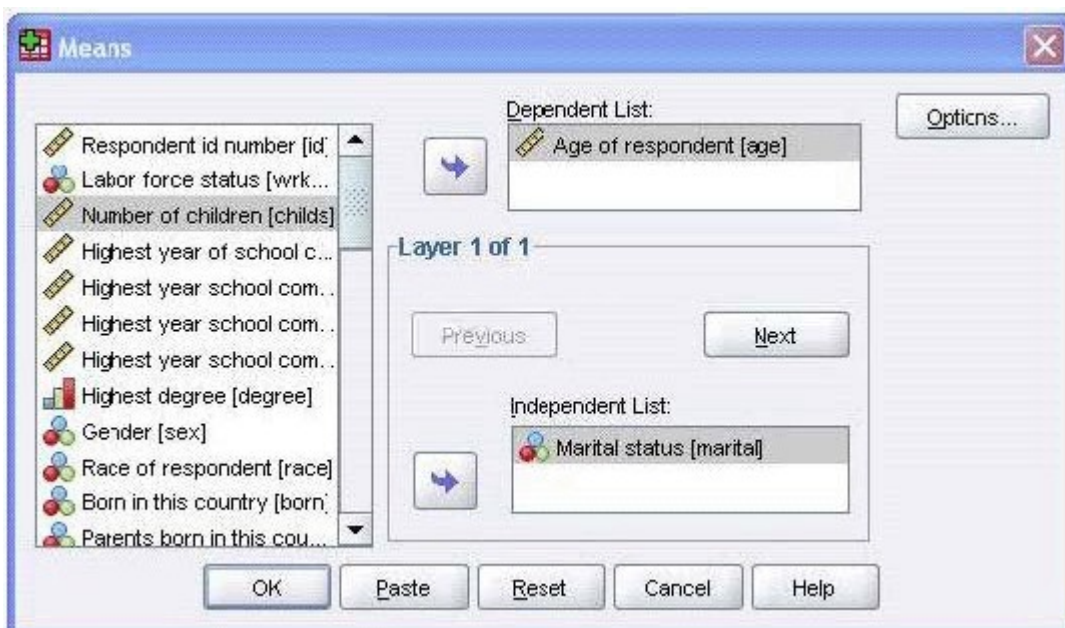 Means
Dependent List:
Options...
Respondent id number [id]
Age of respondent [age]
Labor force status [wrk...
Number of children [childs]
Highest year of school c...
Layer 1 of 1
Highest year school com...
Highest year school com...
Highest year school com...
Previous
Next
Highest degree [degree]
Gender [sex]
Independent List:
Race of respondent [race]
Marital status [marital]
Born in this country [born]
Parents born in this cou...
OK
Paste
Reset
Cancel
Help